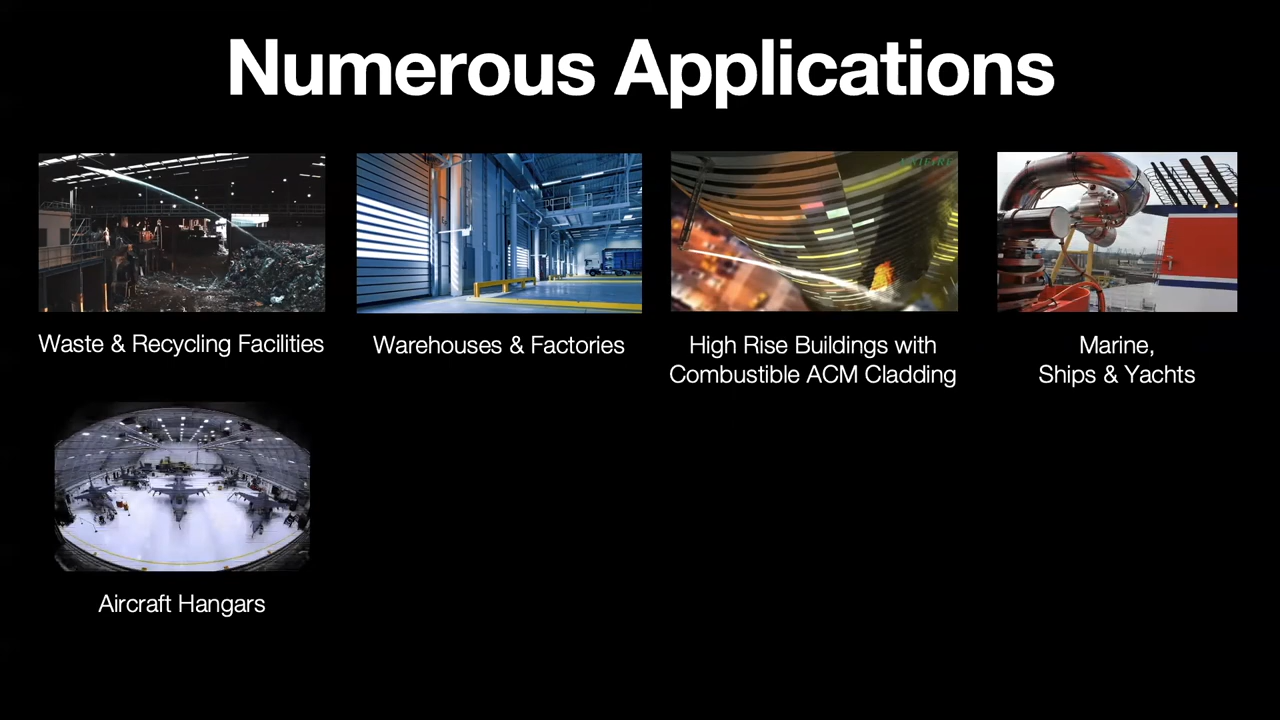 Numerous Applications
UNIFIRE
Waste & Recycling Facilities
Warehouses & Factories
High Rise Buildings with
Combustible ACM Cladding
Marine,
Ships & Yachts
Aircraft Hangars